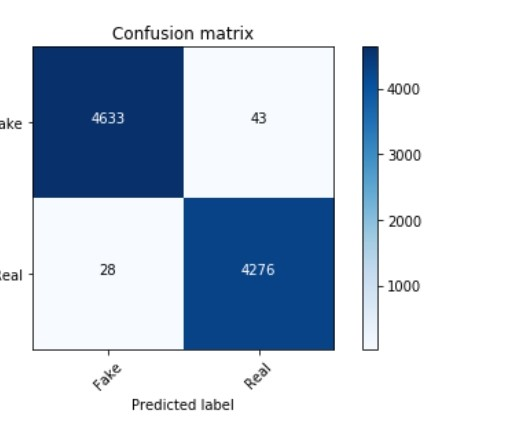 Confusion matrix
4633 43 4000
ake
3000
2000
28 4276
eal
1000
Fake Real
Predicted label